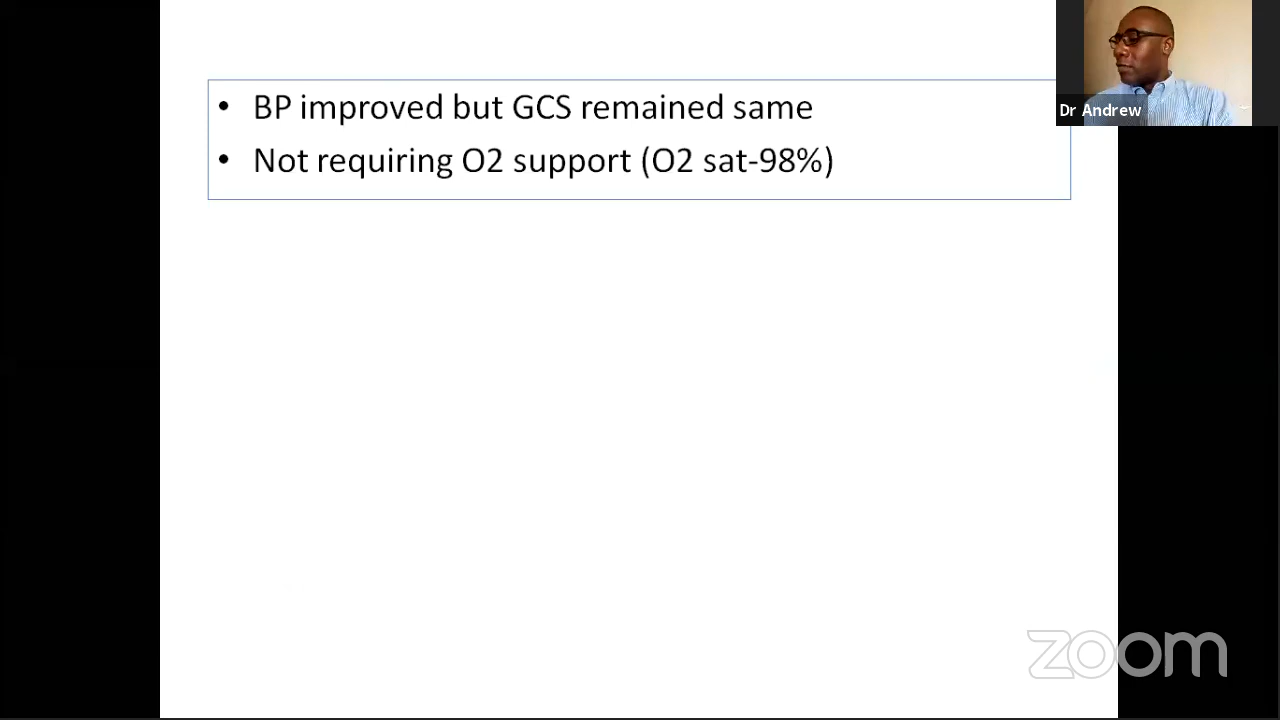 • BP improved but GCS remained same
• Not requiring O2 support (O2 sat-98%)
Dr Andrew
zoom